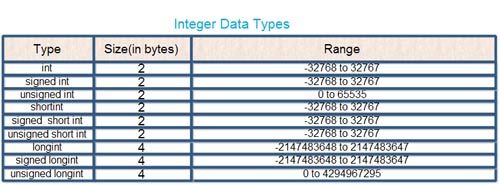 Integer Data Types
Type Size(in bytes) Range
int 2 -32768 to 32767
signed int 2 -32768 to 32767
unsigned int 2 0 to 65535
shortint 2 -32768 to 32767
signed short int 2 -32768 to 32767
unsigned short int 2 -32768 to 32767
longint 4 -2147483648 to 2147483647
signed longint 4 -2147483648 to 2147483647
unsigned longint 4 0 to 4294967295